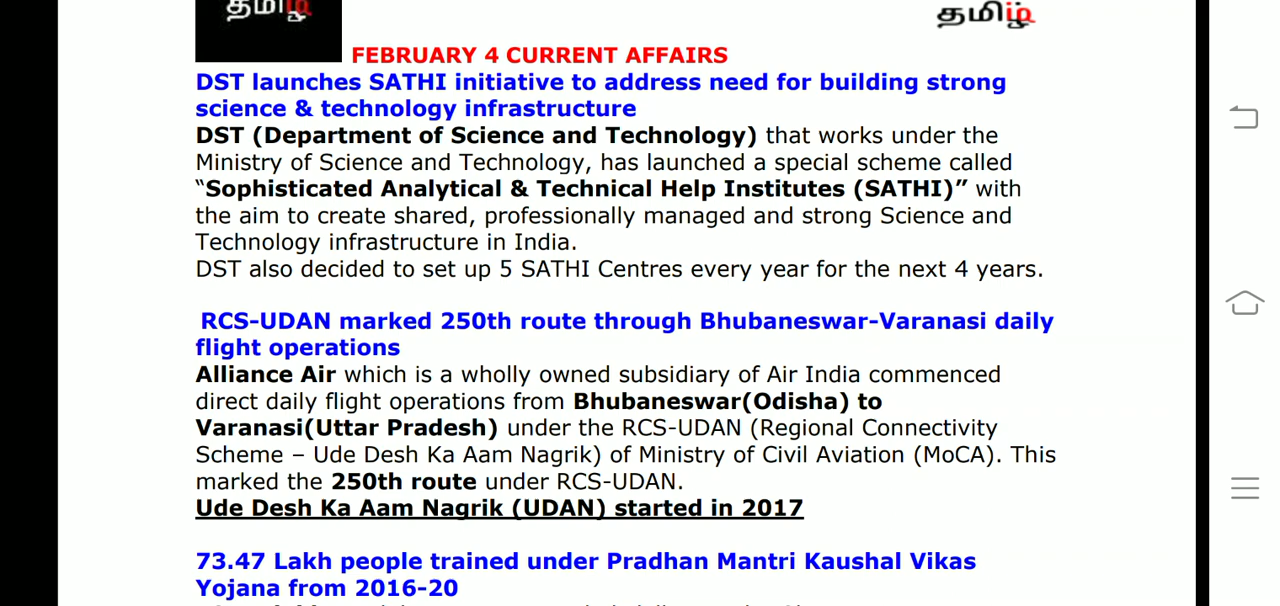 தமிழ்
தமிழ்
FEBRUARY 4 CURRENT AFFAIRS
DST launches SATHI initiative to address need for building strong
science & technology infrastructure
DST (Department of Science and Technology) that works under the
Ministry of Science and Technology, has launched a special scheme called
“Sophisticated Analytical & Technical Help Institutes (SATHI)” with
the aim to create shared, professionally managed and strong Science and
Technology infrastructure in India.
DST also decided to set up 5 SATHI Centres every year for the next 4 years.
RCS-UDAN marked 250th route through Bhubaneswar-Varanasi daily
flight operations
Alliance Air which is a wholly owned subsidiary of Air India commenced
direct daily flight operations from Bhubaneswar(Odisha) to
Varanasi(Uttar Pradesh) under the RCS-UDAN (Regional Connectivity
Scheme – Ude Desh Ka Aam Nagrik) of Ministry of Civil Aviation (MoCA). This
marked the 250th route under RCS-UDAN.
Ude Desh Ka Aam Nagrik (UDAN) started in 2017
73.47 Lakh people trained under Pradhan Mantri Kaushal Vikas
Yojana from 2016-20